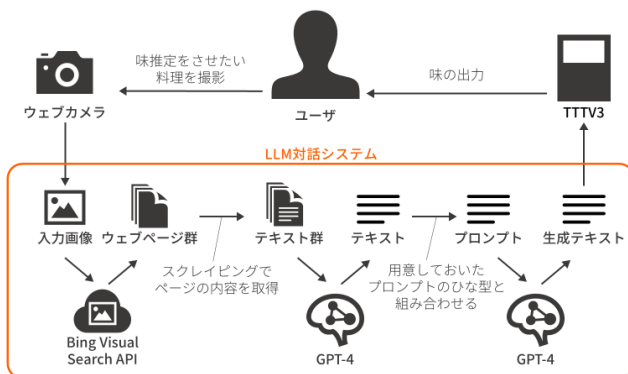 味推定をさせたい
料理を撮影
味の出力
ウェブカメラ
ユーザ
TTTV3
LLM対話システム
入力画像
ウェブページ群
テキスト群
テキスト
プロンプト
生成テキスト
スクレイピングで
ページの内容を取得
用意しておいた
プロンプトのひな型と
組み合わせる
Bing Visual
Search API
GPT-4
GPT-4